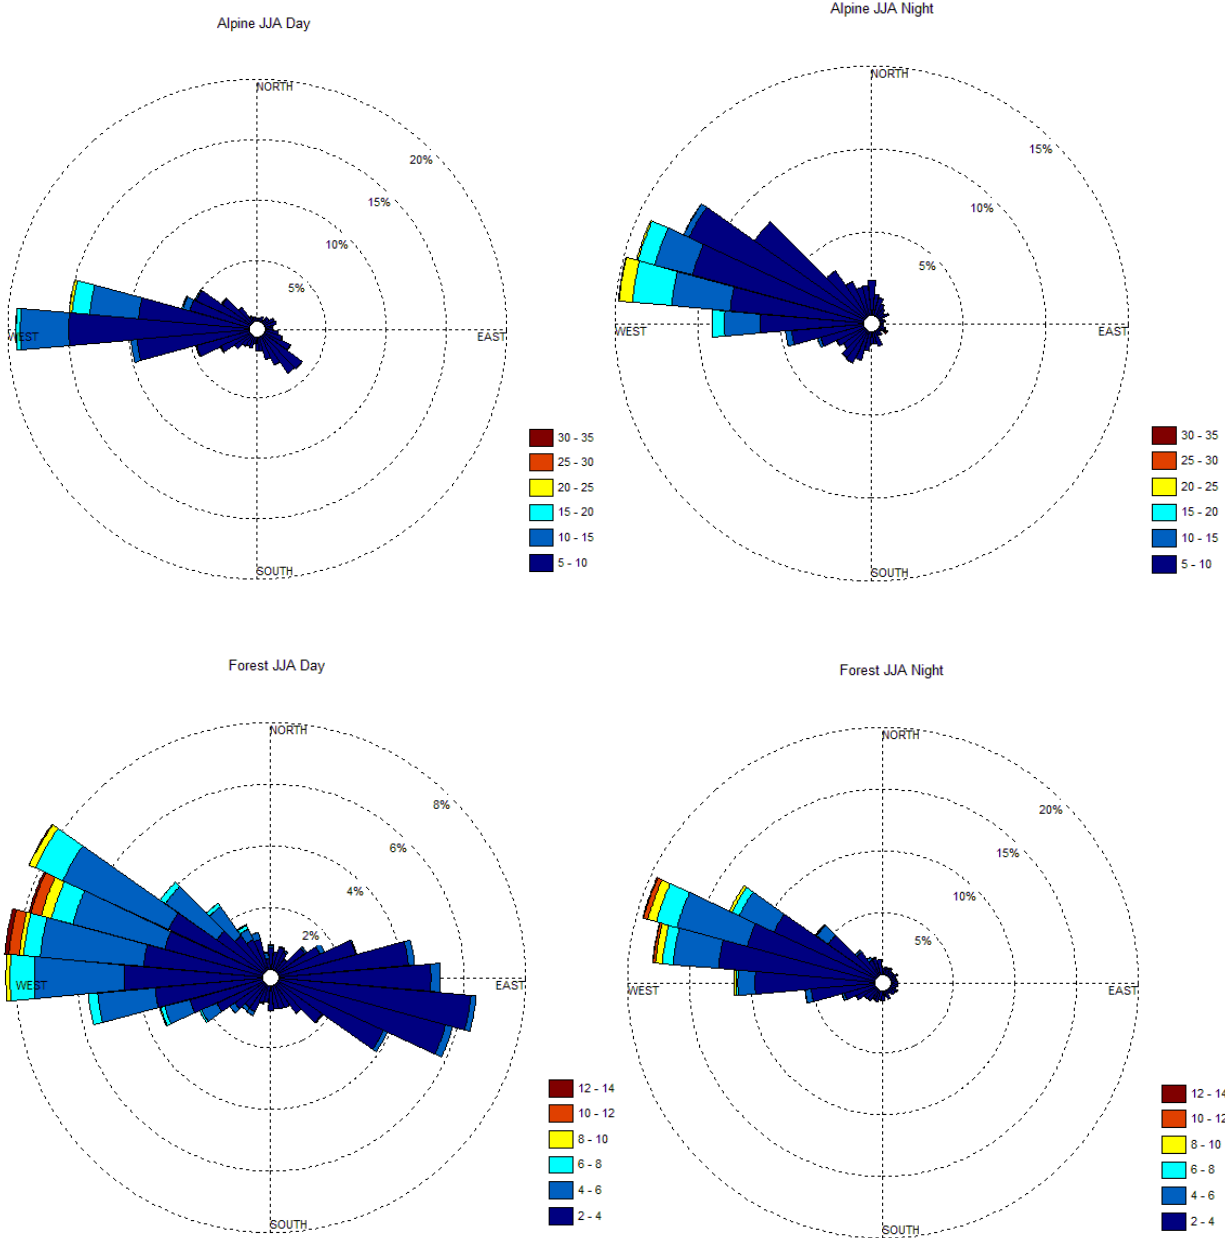 Alpine JJA Day
NORTH
20%
15%
10%
5%
WEST
EAST
SOUTH
30 - 35
25 - 30
20 - 25
15 - 20
10 - 15
5 - 10
Alpine JJA Night
NORTH
15%
10%
5%
WEST
EAST
SOUTH
30 - 35
25 - 30
20 - 25
15 - 20
10 - 15
5 - 10
Forest JJA Day
NORTH
8%
6%
4%
2%
WEST
EAST
SOUTH
12 - 14
10 - 12
8 - 10
6 - 8
4 - 6
2 - 4
Forest JJA Night
NORTH
20%
15%
10%
5%
WEST
EAST
SOUTH
12 - 14
10 - 12
8 - 10
6 - 8
4 - 6
2 - 4